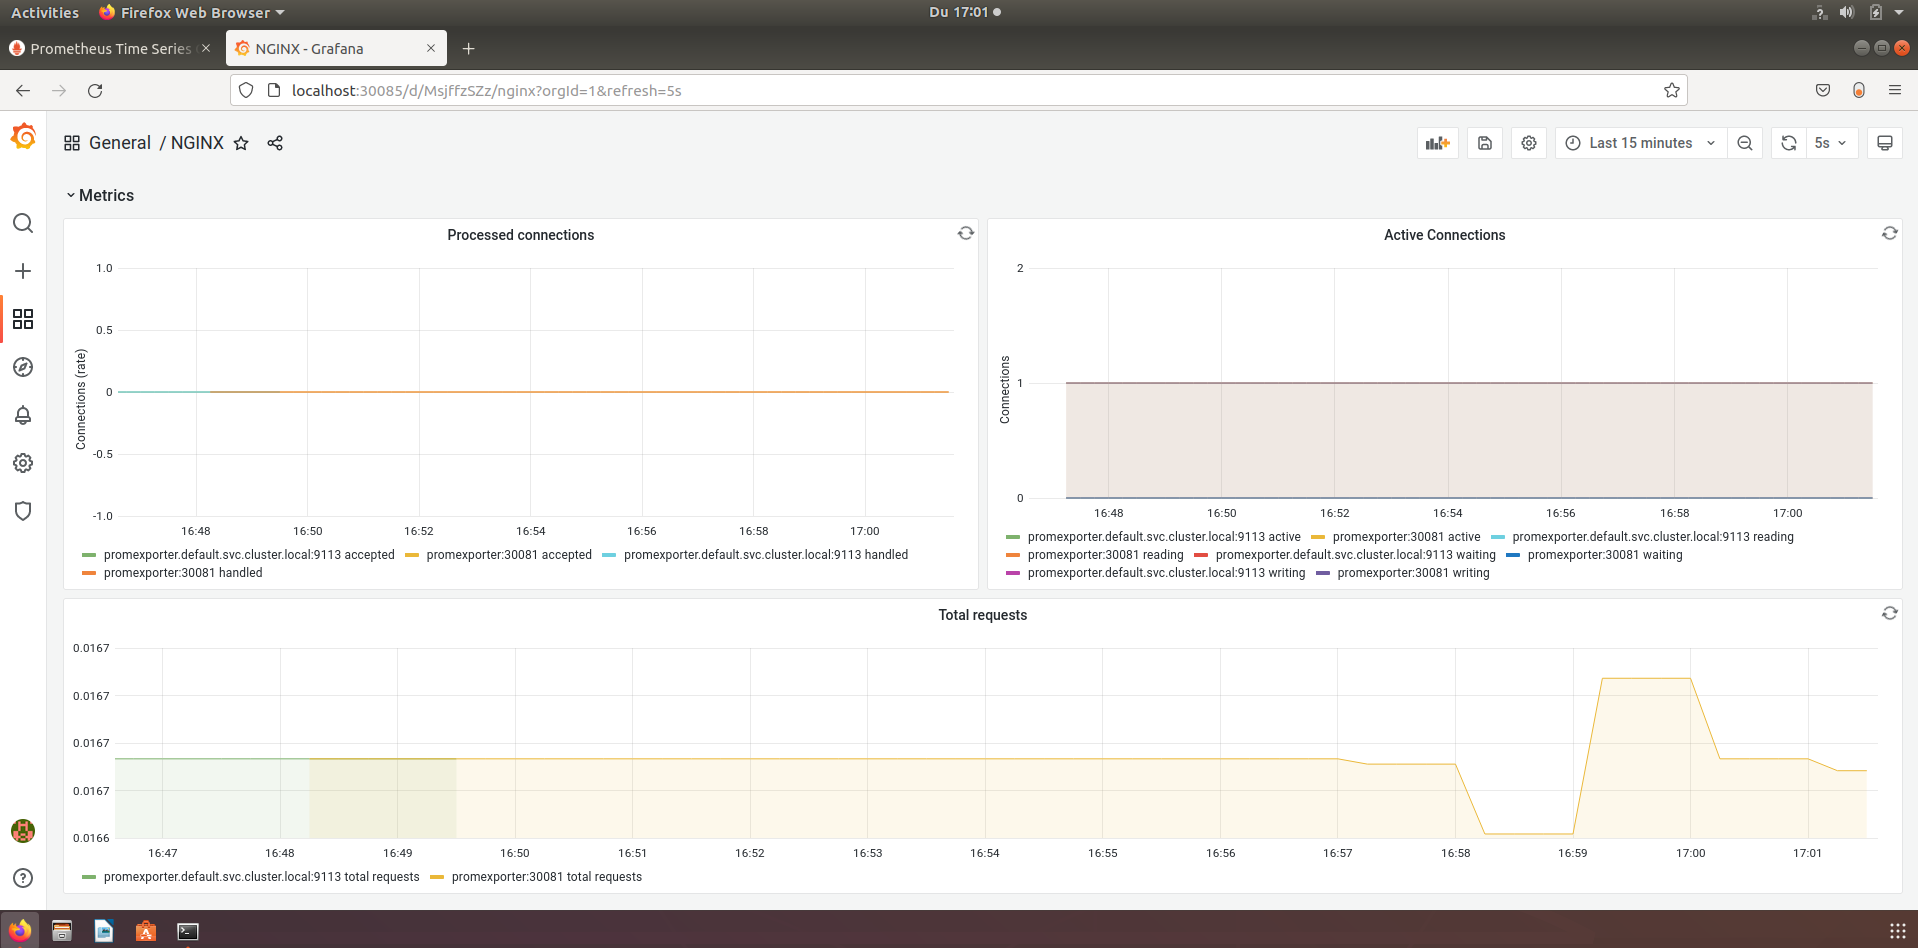 Activities Firefox Web Browser Du 17:01
Prometheus Time Series NGINX - Grafana
localhost:30085/d/MsjffzSZz/nginx?orgId=1&refresh=5s
General / NGINX Last 15 minutes 5s
Metrics
Processed connections
1.0
0.5
0
-0.5
-1.0
Connections (rate)
16:48 16:50 16:52 16:54 16:56 16:58 17:00
promexporter.default.svc.cluster.local:9113 accepted promexporter:30081 accepted promexporter.default.svc.cluster.local:9113 handled
promexporter:30081 handled
Active Connections
2
1
0
Connections
16:48 16:50 16:52 16:54 16:56 16:58 17:00
promexporter.default.svc.cluster.local:9113 active promexporter:30081 active promexporter.default.svc.cluster.local:9113 reading
promexporter:30081 reading promexporter.default.svc.cluster.local:9113 waiting promexporter:30081 waiting
promexporter.default.svc.cluster.local:9113 writing promexporter:30081 writing
Total requests
0.0167
0.0167
0.0167
0.0167
0.0166
16:47 16:48 16:49 16:50 16:51 16:52 16:53 16:54 16:55 16:56 16:57 16:58 16:59 17:00 17:01
promexporter.default.svc.cluster.local:9113 total requests promexporter:30081 total requests